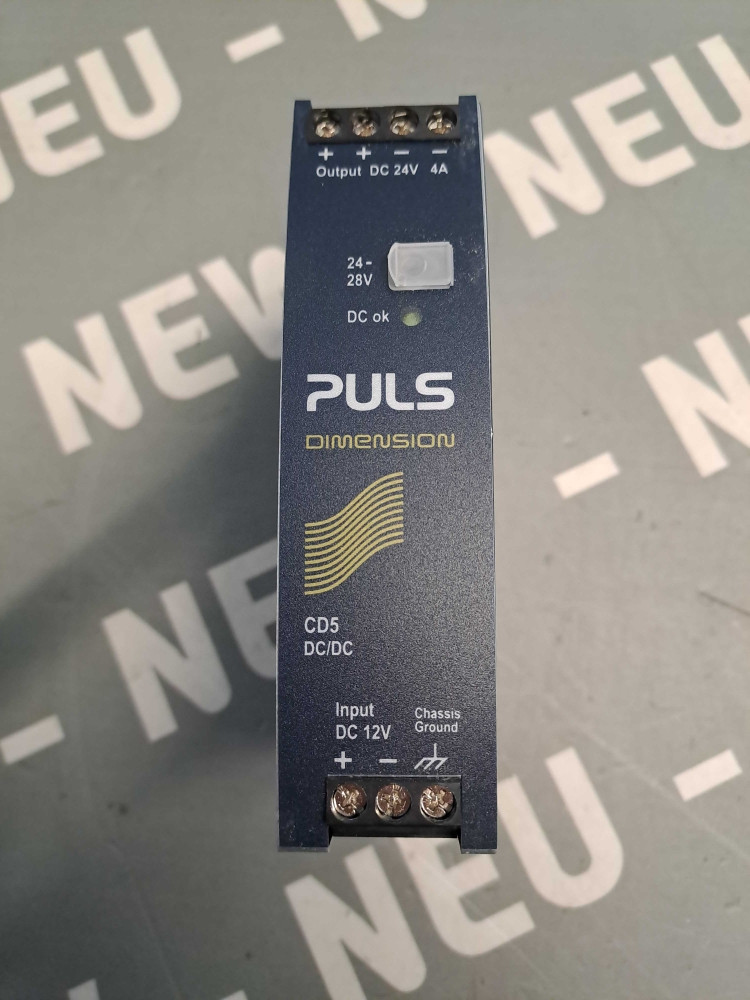 NEU -
NEU
NEW
-
NEU
-
NEU -
+ + - -
Output DC 24V 4A
24-
28V
DC ok
PULS
DIMENSION
CD5
DC/DC
Input
DC 12V
Chassis
Ground
+ -